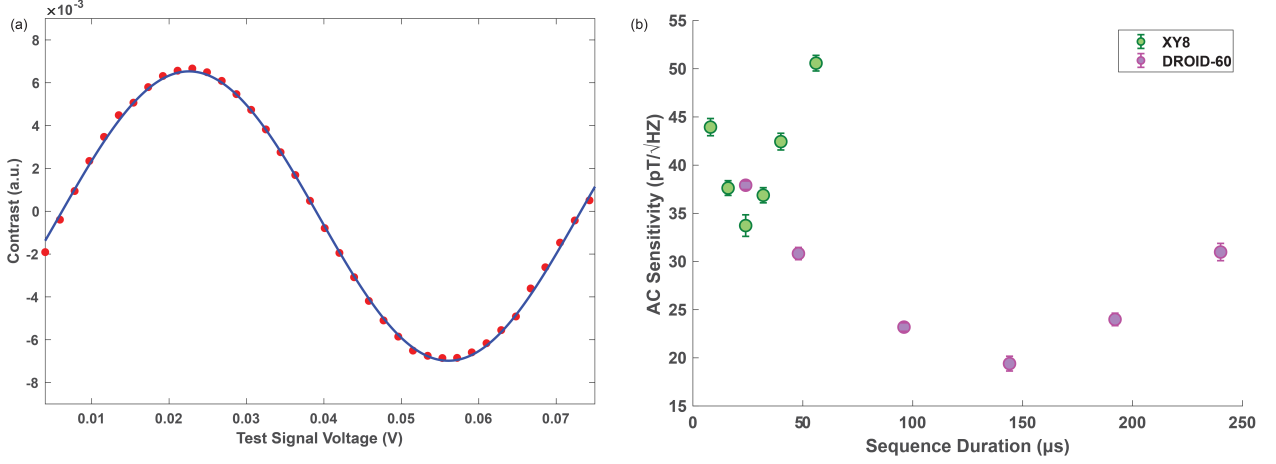 (a)
×10⁻³
8
6
4
2
0
-2
-4
-6
-8
Contrast (a.u.)
0.01 0.02 0.03 0.04 0.05 0.06 0.07
Test Signal Voltage (V)
(b)
55
50
45
40
35
30
25
20
15
AC Sensitivity (pT/√HZ)
XY8
DROID-60
0 50 100 150 200 250
Sequence Duration (µs)